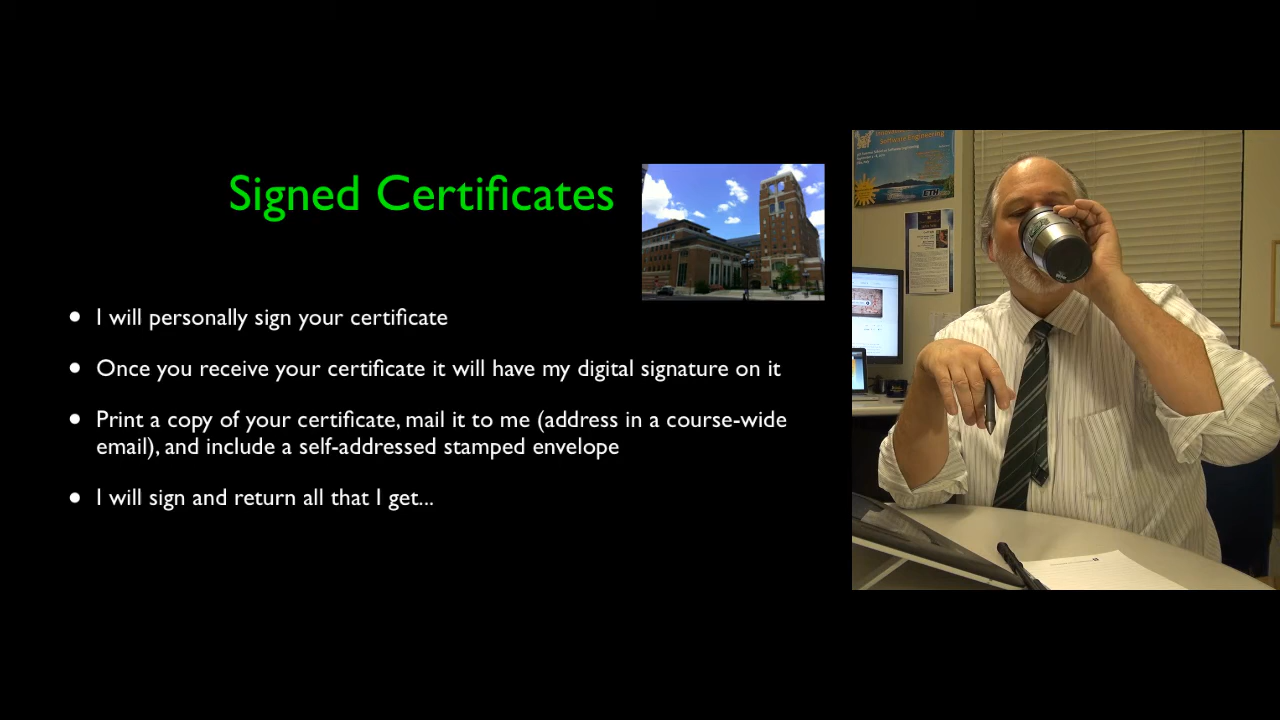 Signed Certificates
• I will personally sign your certificate
• Once you receive your certificate it will have my digital signature on it
• Print a copy of your certificate, mail it to me (address in a course-wide
email), and include a self-addressed stamped envelope
• I will sign and return all that I get...
Software Engineering